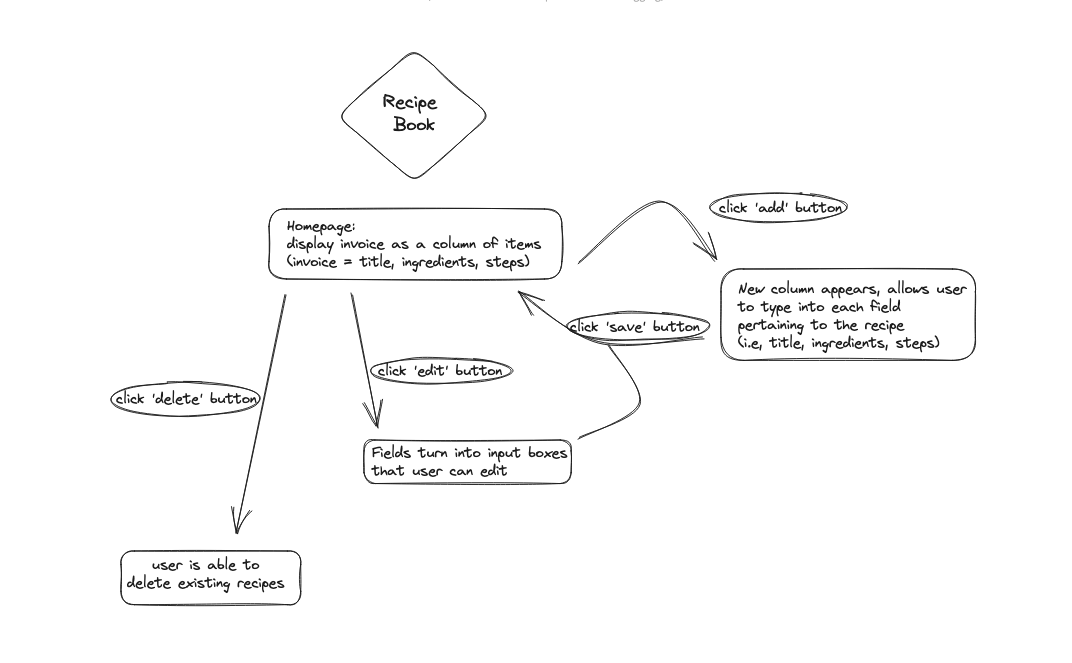 Recipe
Book
click 'add' button
Homepage:
display invoice as a column of items
(invoice = title, ingredients, steps)
New column appears, allows user
to type into each field
pertaining to the recipe
(i.e, title, ingredients, steps)
click 'save' button
click 'edit' button
click 'delete' button
Fields turn into input boxes
that user can edit
user is able to
delete existing recipes